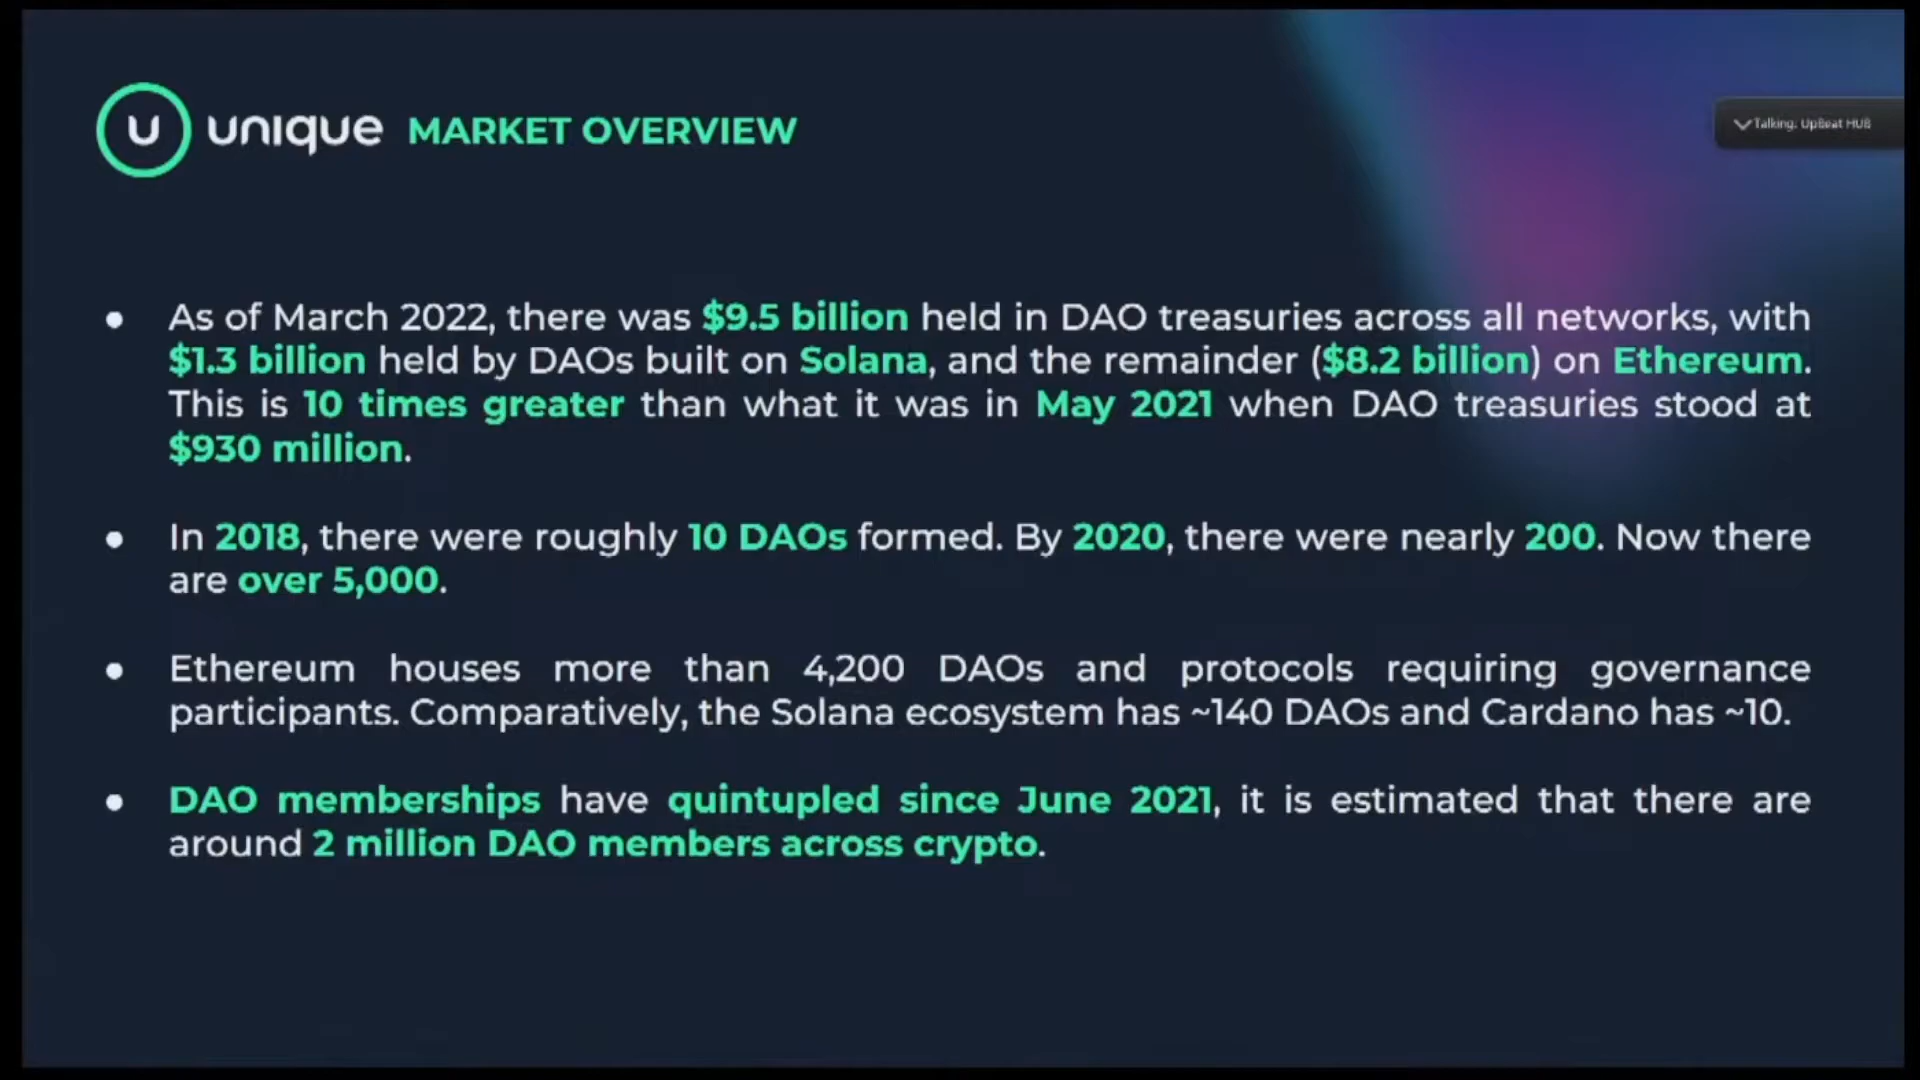 U unique MARKET OVERVIEW
Talking: UpBeat HUB
• As of March 2022, there was $9.5 billion held in DAO treasuries across all networks, with
$1.3 billion held by DAOs built on Solana, and the remainder ($8.2 billion) on Ethereum.
This is 10 times greater than what it was in May 2021 when DAO treasuries stood at
$930 million.
• In 2018, there were roughly 10 DAOs formed. By 2020, there were nearly 200. Now there
are over 5,000.
• Ethereum houses more than 4,200 DAOs and protocols requiring governance
participants. Comparatively, the Solana ecosystem has ~140 DAOs and Cardano has ~10.
• DAO memberships have quintupled since June 2021, it is estimated that there are
around 2 million DAO members across crypto.